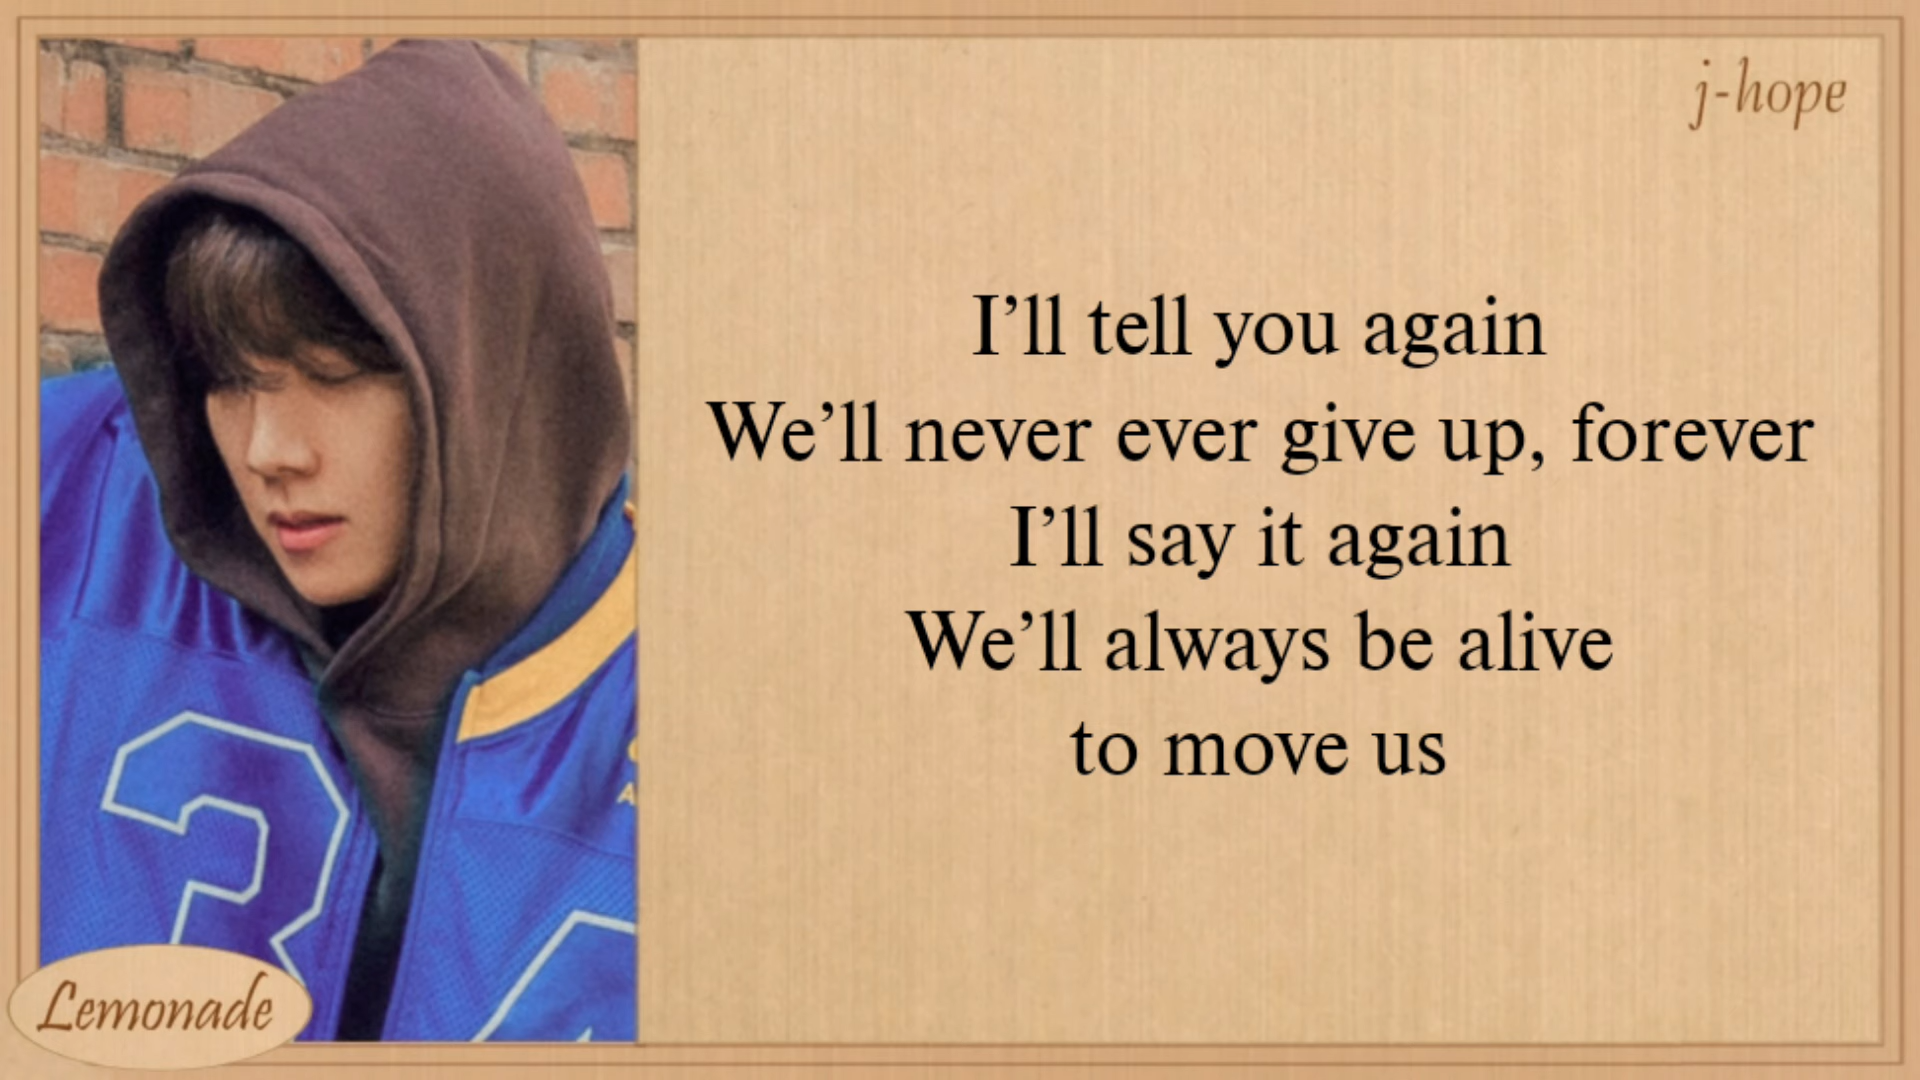 j-hope
I'll tell you again
We'll never ever give up, forever
I'll say it again
We'll always be alive
to move us
3
Lemonade